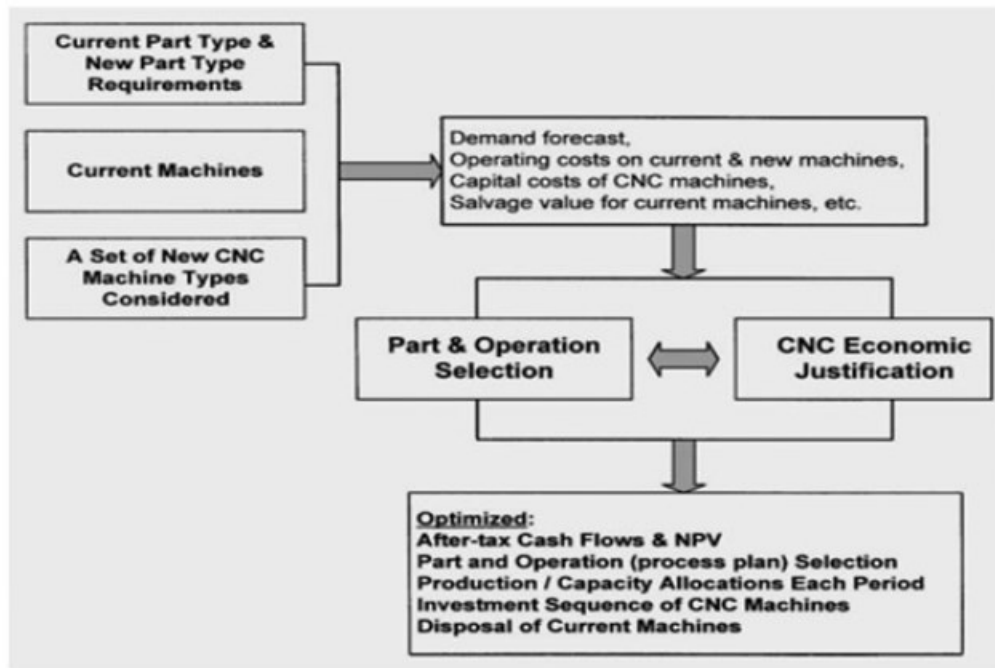 Current Part Type &
New Part Type
Requirements
Current Machines
A Set of New CNC
Machine Types
Considered
Demand forecast,
Operating costs on current & new machines,
Capital costs of CNC machines,
Salvage value for current machines, etc.
Part & Operation
Selection
CNC Economic
Justification
Optimized:
After-tax Cash Flows & NPV
Part and Operation (process plan) Selection
Production / Capacity Allocations Each Period
Investment Sequence of CNC Machines
Disposal of Current Machines